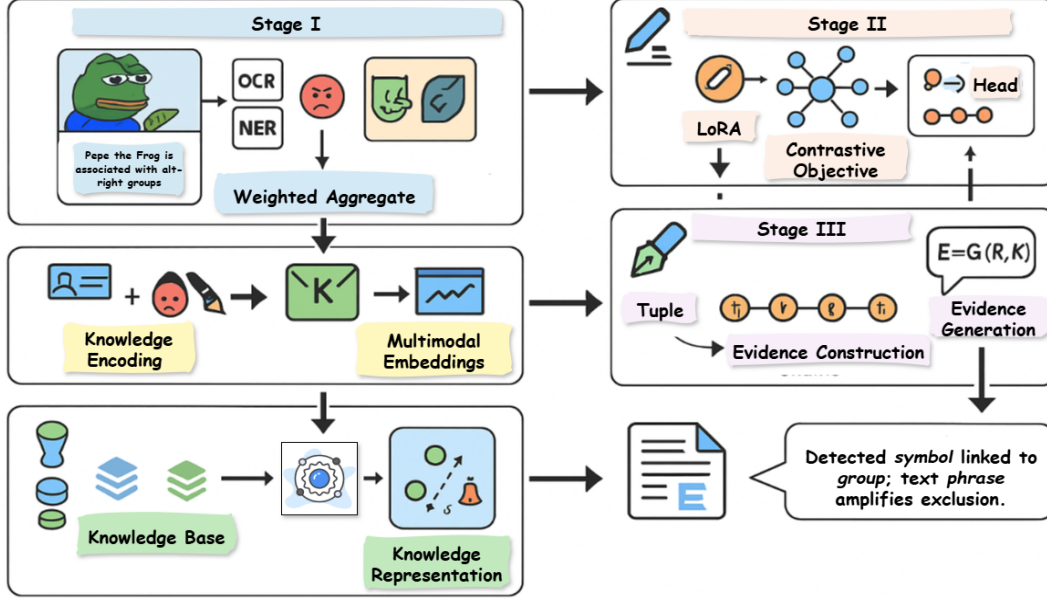 Stage I
Pepe the Frog is
associated with alt-
right groups
OCR
NER
Weighted Aggregate
Knowledge
Encoding
K
Multimodal
Embeddings
Knowledge Base
Knowledge
Representation
Stage II
LoRA
Contrastive
Objective
Head
Stage III
Tuple
Evidence Construction
E=G(R,K)
Evidence
Generation
E
Detected symbol linked to
group; text phrase
amplifies exclusion.